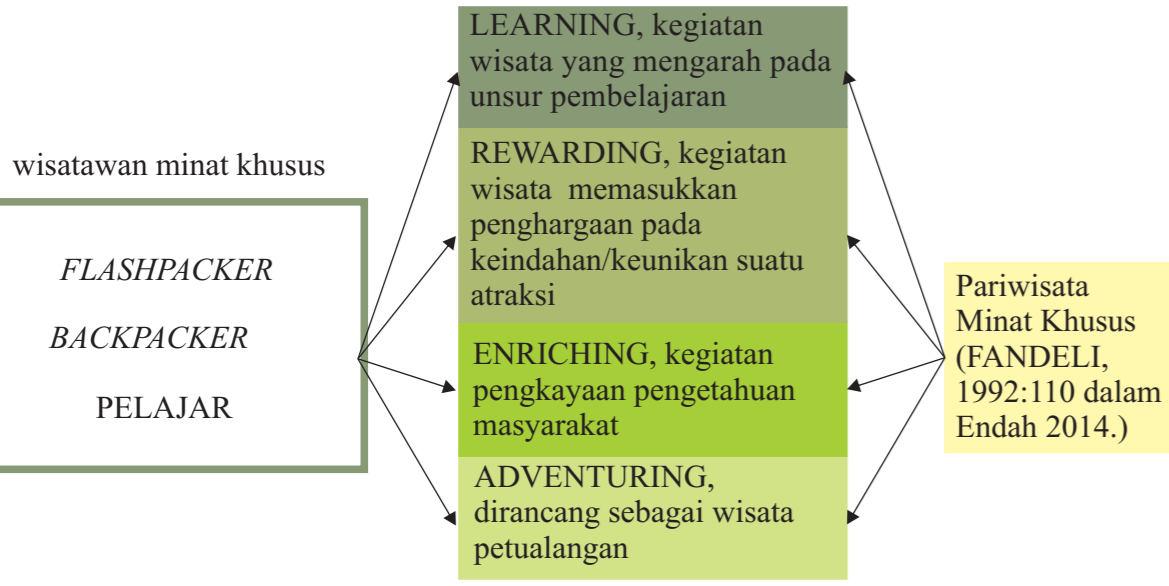 wisatawan minat khusus
FLASHPACKER
BACKPACKER
PELAJAR
LEARNING, kegiatan
wisata yang mengarah pada
unsur pembelajaran
REWARDING, kegiatan
wisata memasukkan
penghargaan pada
keindahan/keunikan suatu
atraksi
ENRICHING, kegiatan
pengkayaan pengetahuan
masyarakat
ADVENTURING,
dirancang sebagai wisata
petualangan
Pariwisata
Minat Khusus
(FANDELI,
1992:110 dalam
Endah 2014.)